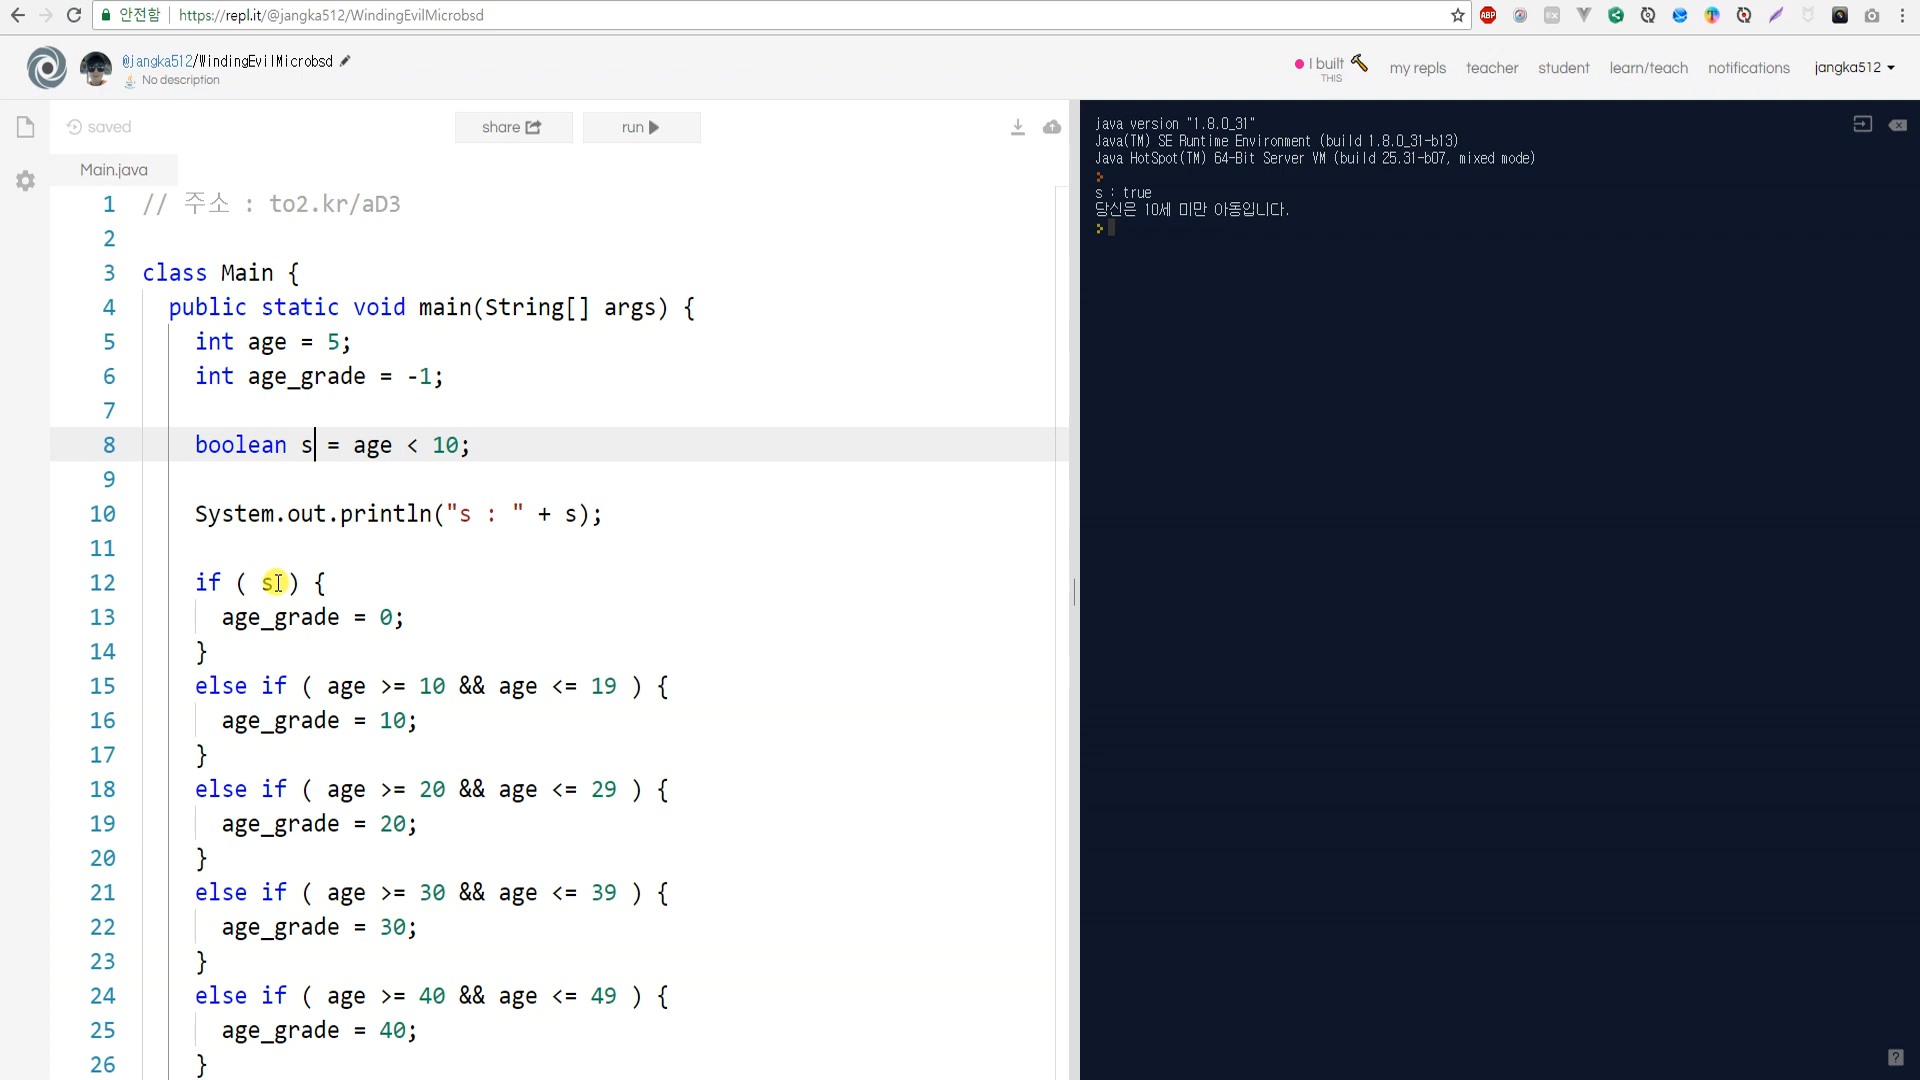 안전함
https://repl.it/@jangka512/WindingEvilMicrobsd
ABP
@jangka512/WindingEvilMicrobsd
No description
I built
THIS
my repls
teacher
student
learn/teach
notifications
jangka512
saved
share
run
Main.java
1 // 주소 : to2.kr/aD3
2
3 class Main {
4 public static void main(String[] args) {
5 int age = 5;
6 int age_grade = -1;
7
8 boolean s = age < 10;
9
10 System.out.println("s : " + s);
11
12 if ( s ) {
13 age_grade = 0;
14 }
15 else if ( age >= 10 && age <= 19 ) {
16 age_grade = 10;
17 }
18 else if ( age >= 20 && age <= 29 ) {
19 age_grade = 20;
20 }
21 else if ( age >= 30 && age <= 39 ) {
22 age_grade = 30;
23 }
24 else if ( age >= 40 && age <= 49 ) {
25 age_grade = 40;
26 }
java version "1.8.0_31"
Java(TM) SE Runtime Environment (build 1.8.0_31-b13)
Java HotSpot(TM) 64-Bit Server VM (build 25.31-b07, mixed mode)
s : true
당신은 10세 미만 아동입니다.
?